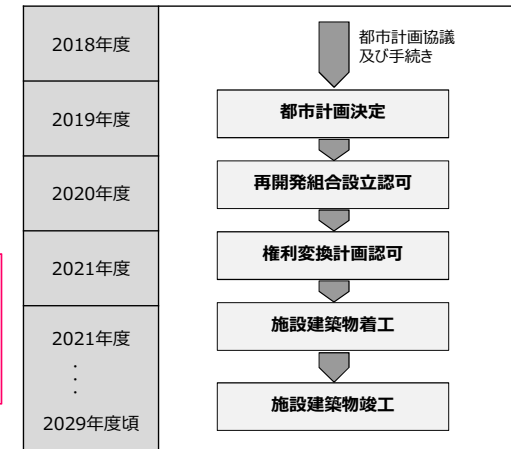 2018年度
都市計画協議
及び手続き
2019年度
都市計画決定
2020年度
再開発組合設立認可
2021年度
権利変換計画認可
2021年度
施設建築物着工
・
・
・
2029年度頃
施設建築物竣工